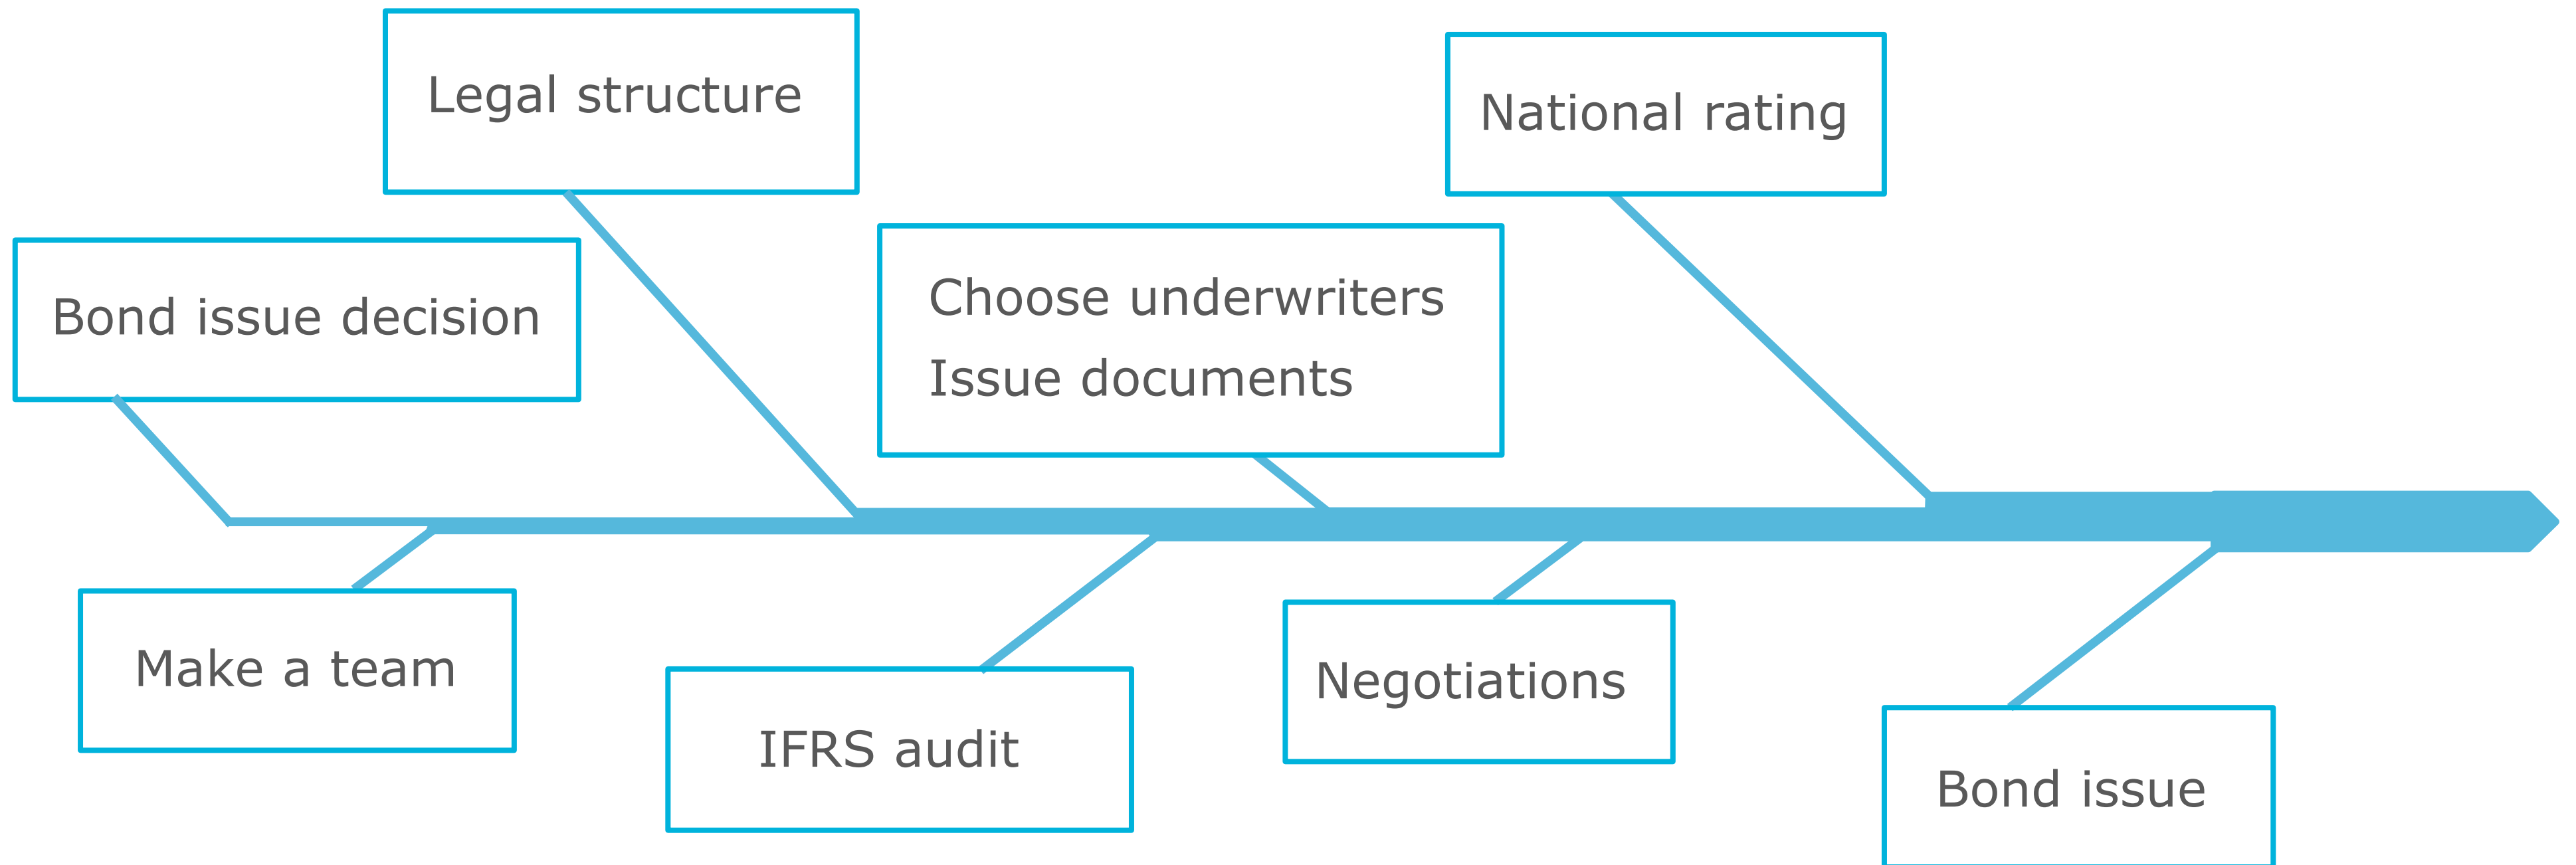 Legal structure
National rating
Bond issue decision
Choose underwriters
Issue documents
Make a team
IFRS audit
Negotiations
Bond issue